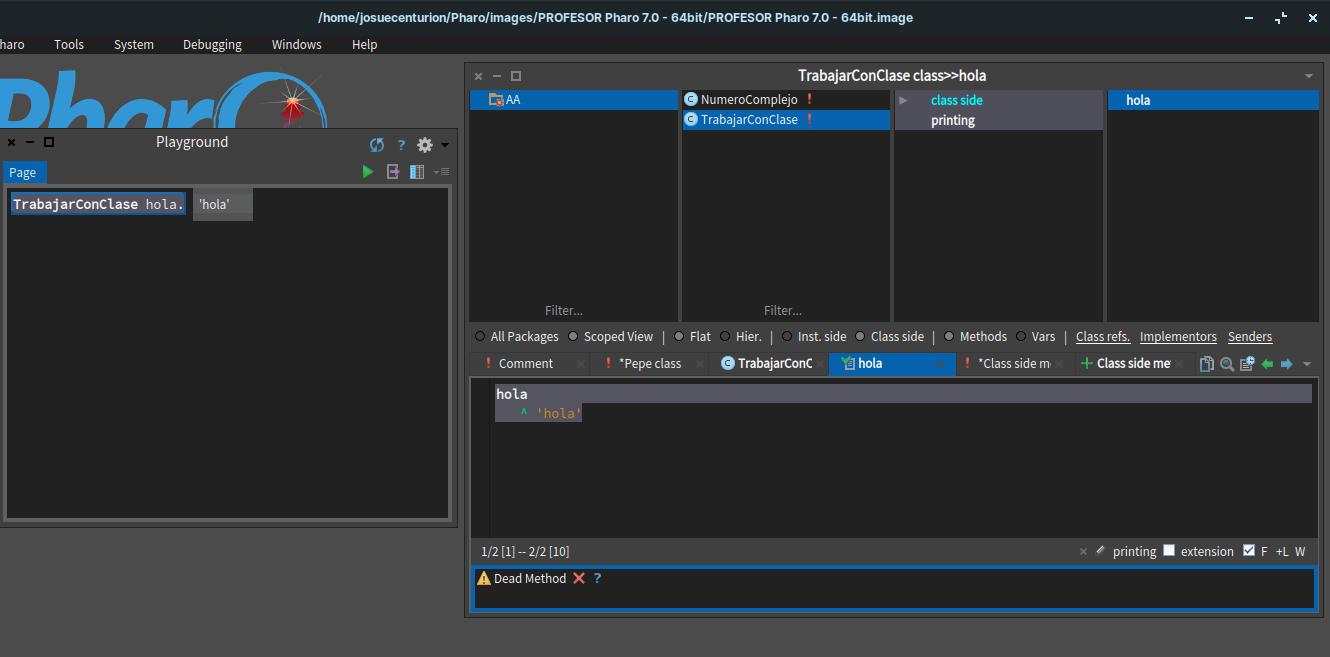 /home/josuecenturion/Pharo/images/PROFESOR Pharo 7.0 - 64bit/PROFESOR Pharo 7.0 - 64bit.image
haro Tools System Debugging Windows Help
Phar
Playground
?
Page
TrabajarConClase hola. 'hola'
TrabajarConClase class>>hola
AA
C NumeroComplejo !
C TrabajarConClase !
class side
printing
hola
Filter...
Filter...
All Packages Scoped View | Flat Hier. | Inst. side Class side | Methods Vars | Class refs. Implementors Senders
! Comment × ! *Pepe class × C TrabajarConC × hola × ! *Class side m × + Class side me ×
hola
^ 'hola'
1/2 [1] -- 2/2 [10] × printing extension F +L W
Dead Method ?